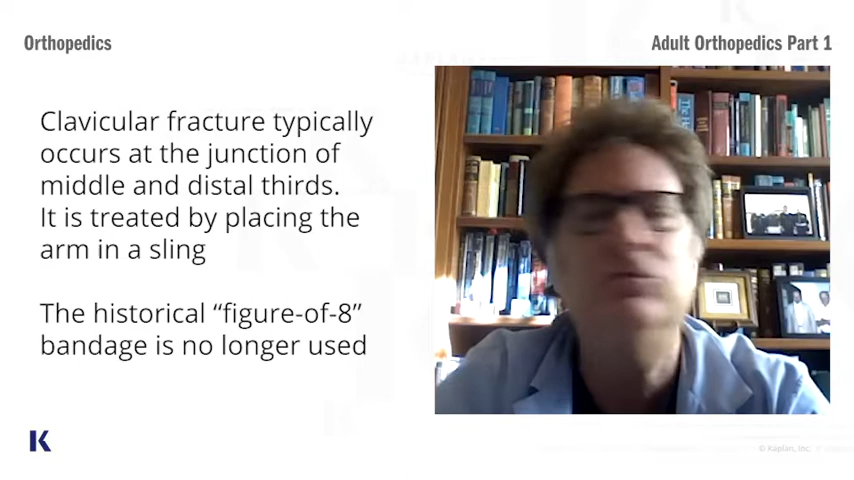 Orthopedics
Adult Orthopedics Part 1
Clavicular fracture typically
occurs at the junction of
middle and distal thirds.
It is treated by placing the
arm in a sling
The historical “figure-of-8”
bandage is no longer used
K
© Kaplan, Inc.